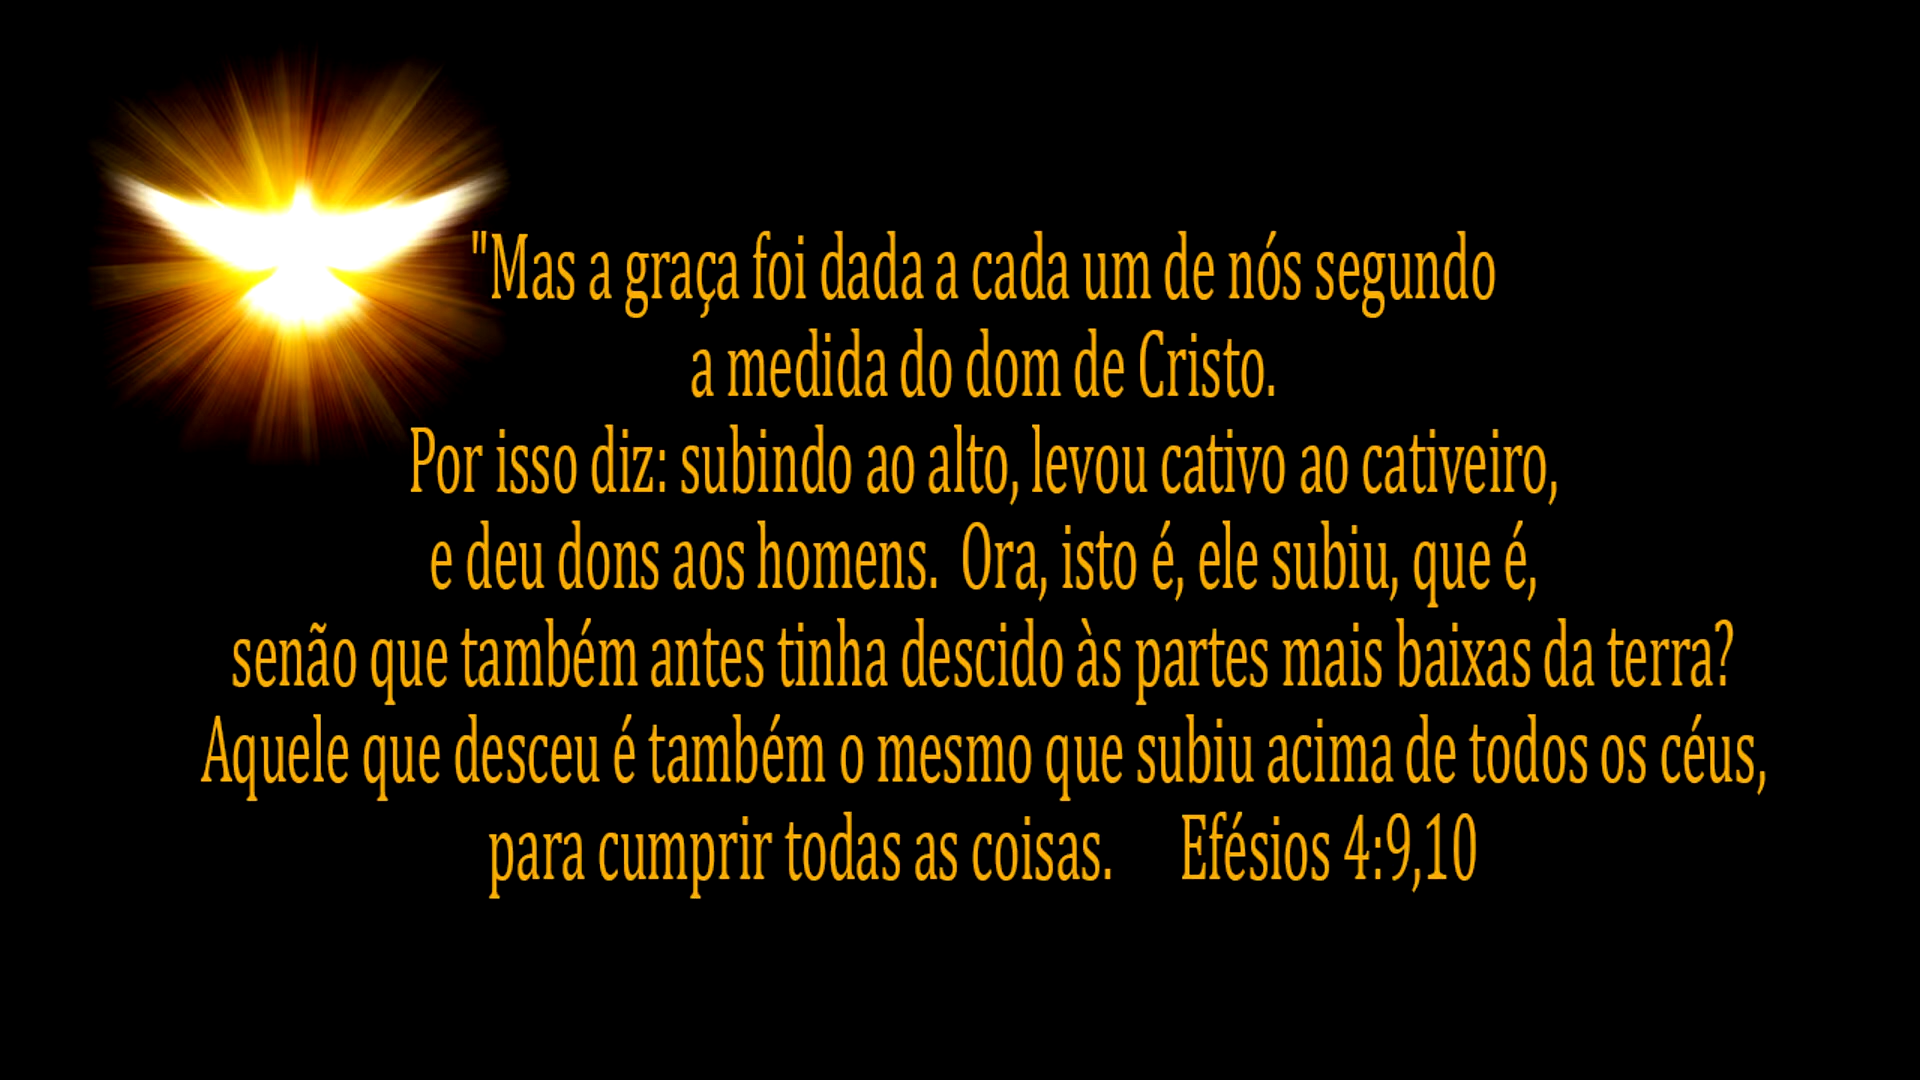 "Mas a graça foi dada a cada um de nós segundo
a medida do dom de Cristo.
Por isso diz: subindo ao alto, levou cativo ao cativeiro,
e deu dons aos homens.  Ora, isto é, ele subiu, que é,
senão que também antes tinha descido às partes mais baixas da terra?
Aquele que desceu é também o mesmo que subiu acima de todos os céus,
para cumprir todas as coisas.     Efésios 4:9,10